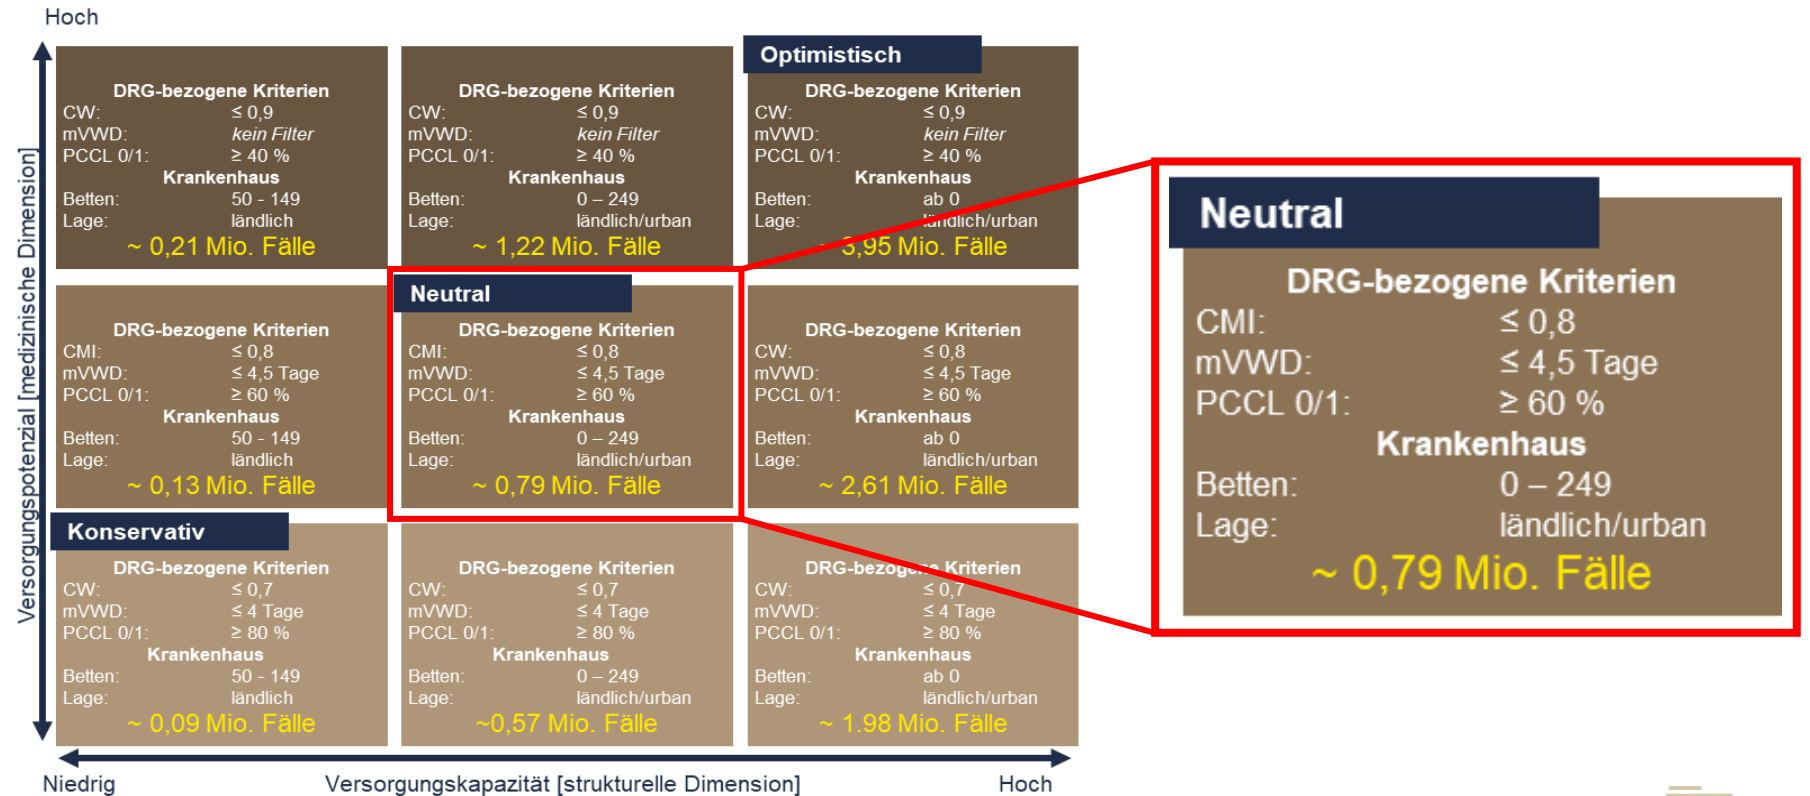 Hoch
Versorgungspotenzial [medizinische Dimension]
DRG-bezogene Kriterien
CW: ≤ 0,9
mVWD: kein Filter
PCCL 0/1: ≥ 40 %
Krankenhaus
Betten: 50 - 149
Lage: ländlich
~ 0,21 Mio. Fälle
DRG-bezogene Kriterien
CW: ≤ 0,9
mVWD: kein Filter
PCCL 0/1: ≥ 40 %
Krankenhaus
Betten: 0 – 249
Lage: ländlich/urban
~ 1,22 Mio. Fälle
Optimistisch
DRG-bezogene Kriterien
CW: ≤ 0,9
mVWD: kein Filter
PCCL 0/1: ≥ 40 %
Krankenhaus
Betten: ab 0
Lage: ländlich/urban
~ 3,95 Mio. Fälle
DRG-bezogene Kriterien
CMI: ≤ 0,8
mVWD: ≤ 4,5 Tage
PCCL 0/1: ≥ 60 %
Krankenhaus
Betten: 50 - 149
Lage: ländlich
~ 0,13 Mio. Fälle
Neutral
DRG-bezogene Kriterien
CMI: ≤ 0,8
mVWD: ≤ 4,5 Tage
PCCL 0/1: ≥ 60 %
Krankenhaus
Betten: 0 – 249
Lage: ländlich/urban
~ 0,79 Mio. Fälle
DRG-bezogene Kriterien
CW: ≤ 0,8
mVWD: ≤ 4,5 Tage
PCCL 0/1: ≥ 60 %
Krankenhaus
Betten: ab 0
Lage: ländlich/urban
~ 2,61 Mio. Fälle
Konservativ
DRG-bezogene Kriterien
CW: ≤ 0,7
mVWD: ≤ 4 Tage
PCCL 0/1: ≥ 80 %
Krankenhaus
Betten: 50 - 149
Lage: ländlich
~ 0,09 Mio. Fälle
DRG-bezogene Kriterien
CW: ≤ 0,7
mVWD: ≤ 4 Tage
PCCL 0/1: ≥ 80 %
Krankenhaus
Betten: 0 – 249
Lage: ländlich/urban
~0,57 Mio. Fälle
DRG-bezogene Kriterien
CW: ≤ 0,7
mVWD: ≤ 4 Tage
PCCL 0/1: ≥ 80 %
Krankenhaus
Betten: ab 0
Lage: ländlich/urban
~ 1.98 Mio. Fälle
Niedrig
Versorgungskapazität [strukturelle Dimension]
Hoch
Neutral
DRG-bezogene Kriterien
CMI: ≤ 0,8
mVWD: ≤ 4,5 Tage
PCCL 0/1: ≥ 60 %
Krankenhaus
Betten: 0 – 249
Lage: ländlich/urban
~ 0,79 Mio. Fälle